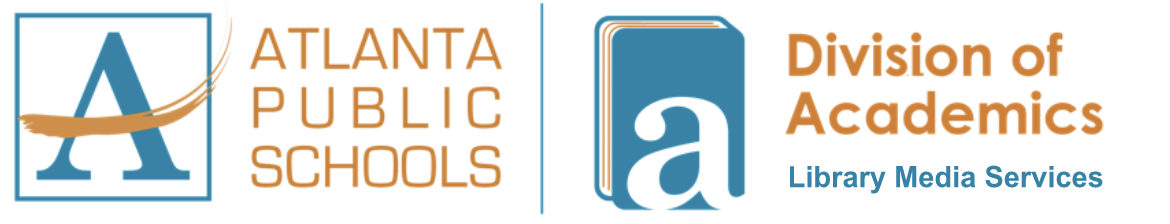 A
ATLANTA
PUBLIC
SCHOOLS
a
Division of
Academics
Library Media Services